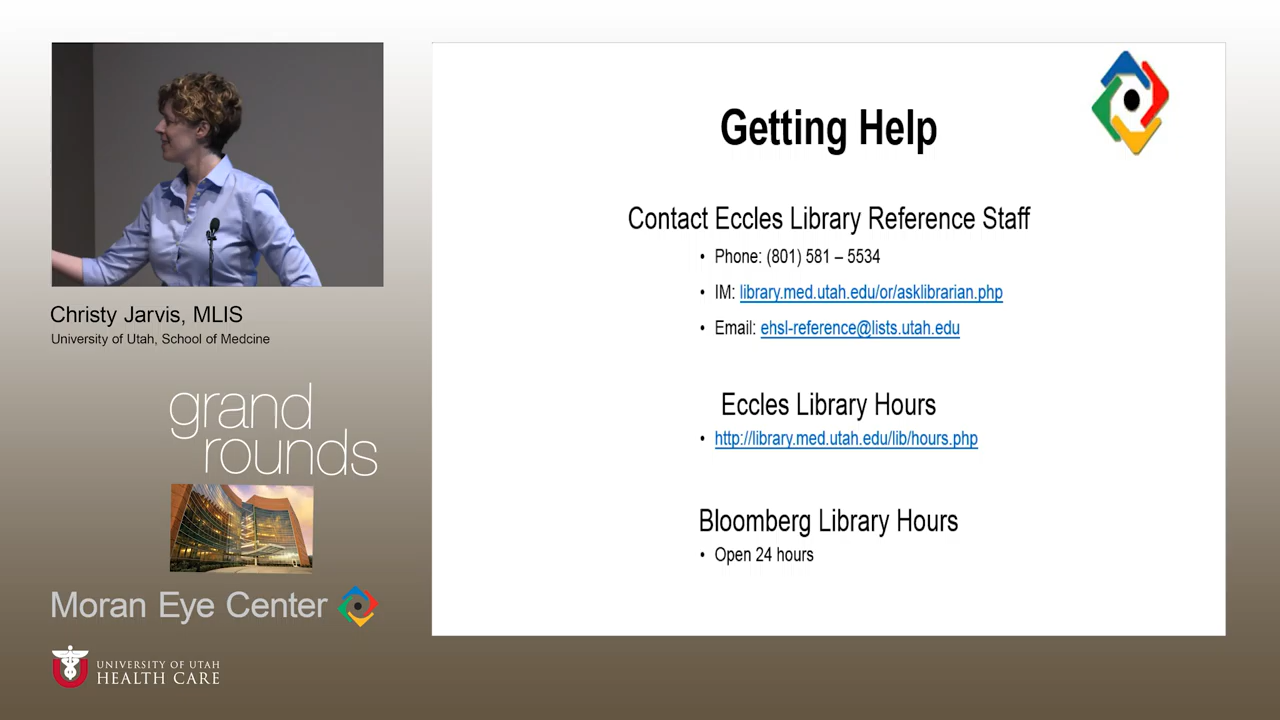 Getting Help
Contact Eccles Library Reference Staff
• Phone: (801) 581 – 5534
• IM: library.med.utah.edu/or/asklibrarian.php
• Email: ehsl-reference@lists.utah.edu
Eccles Library Hours
• http://library.med.utah.edu/lib/hours.php
Bloomberg Library Hours
• Open 24 hours
Christy Jarvis, MLIS
University of Utah, School of Medcine
grand
rounds
Moran Eye Center
U
UNIVERSITY OF UTAH
HEALTH CARE